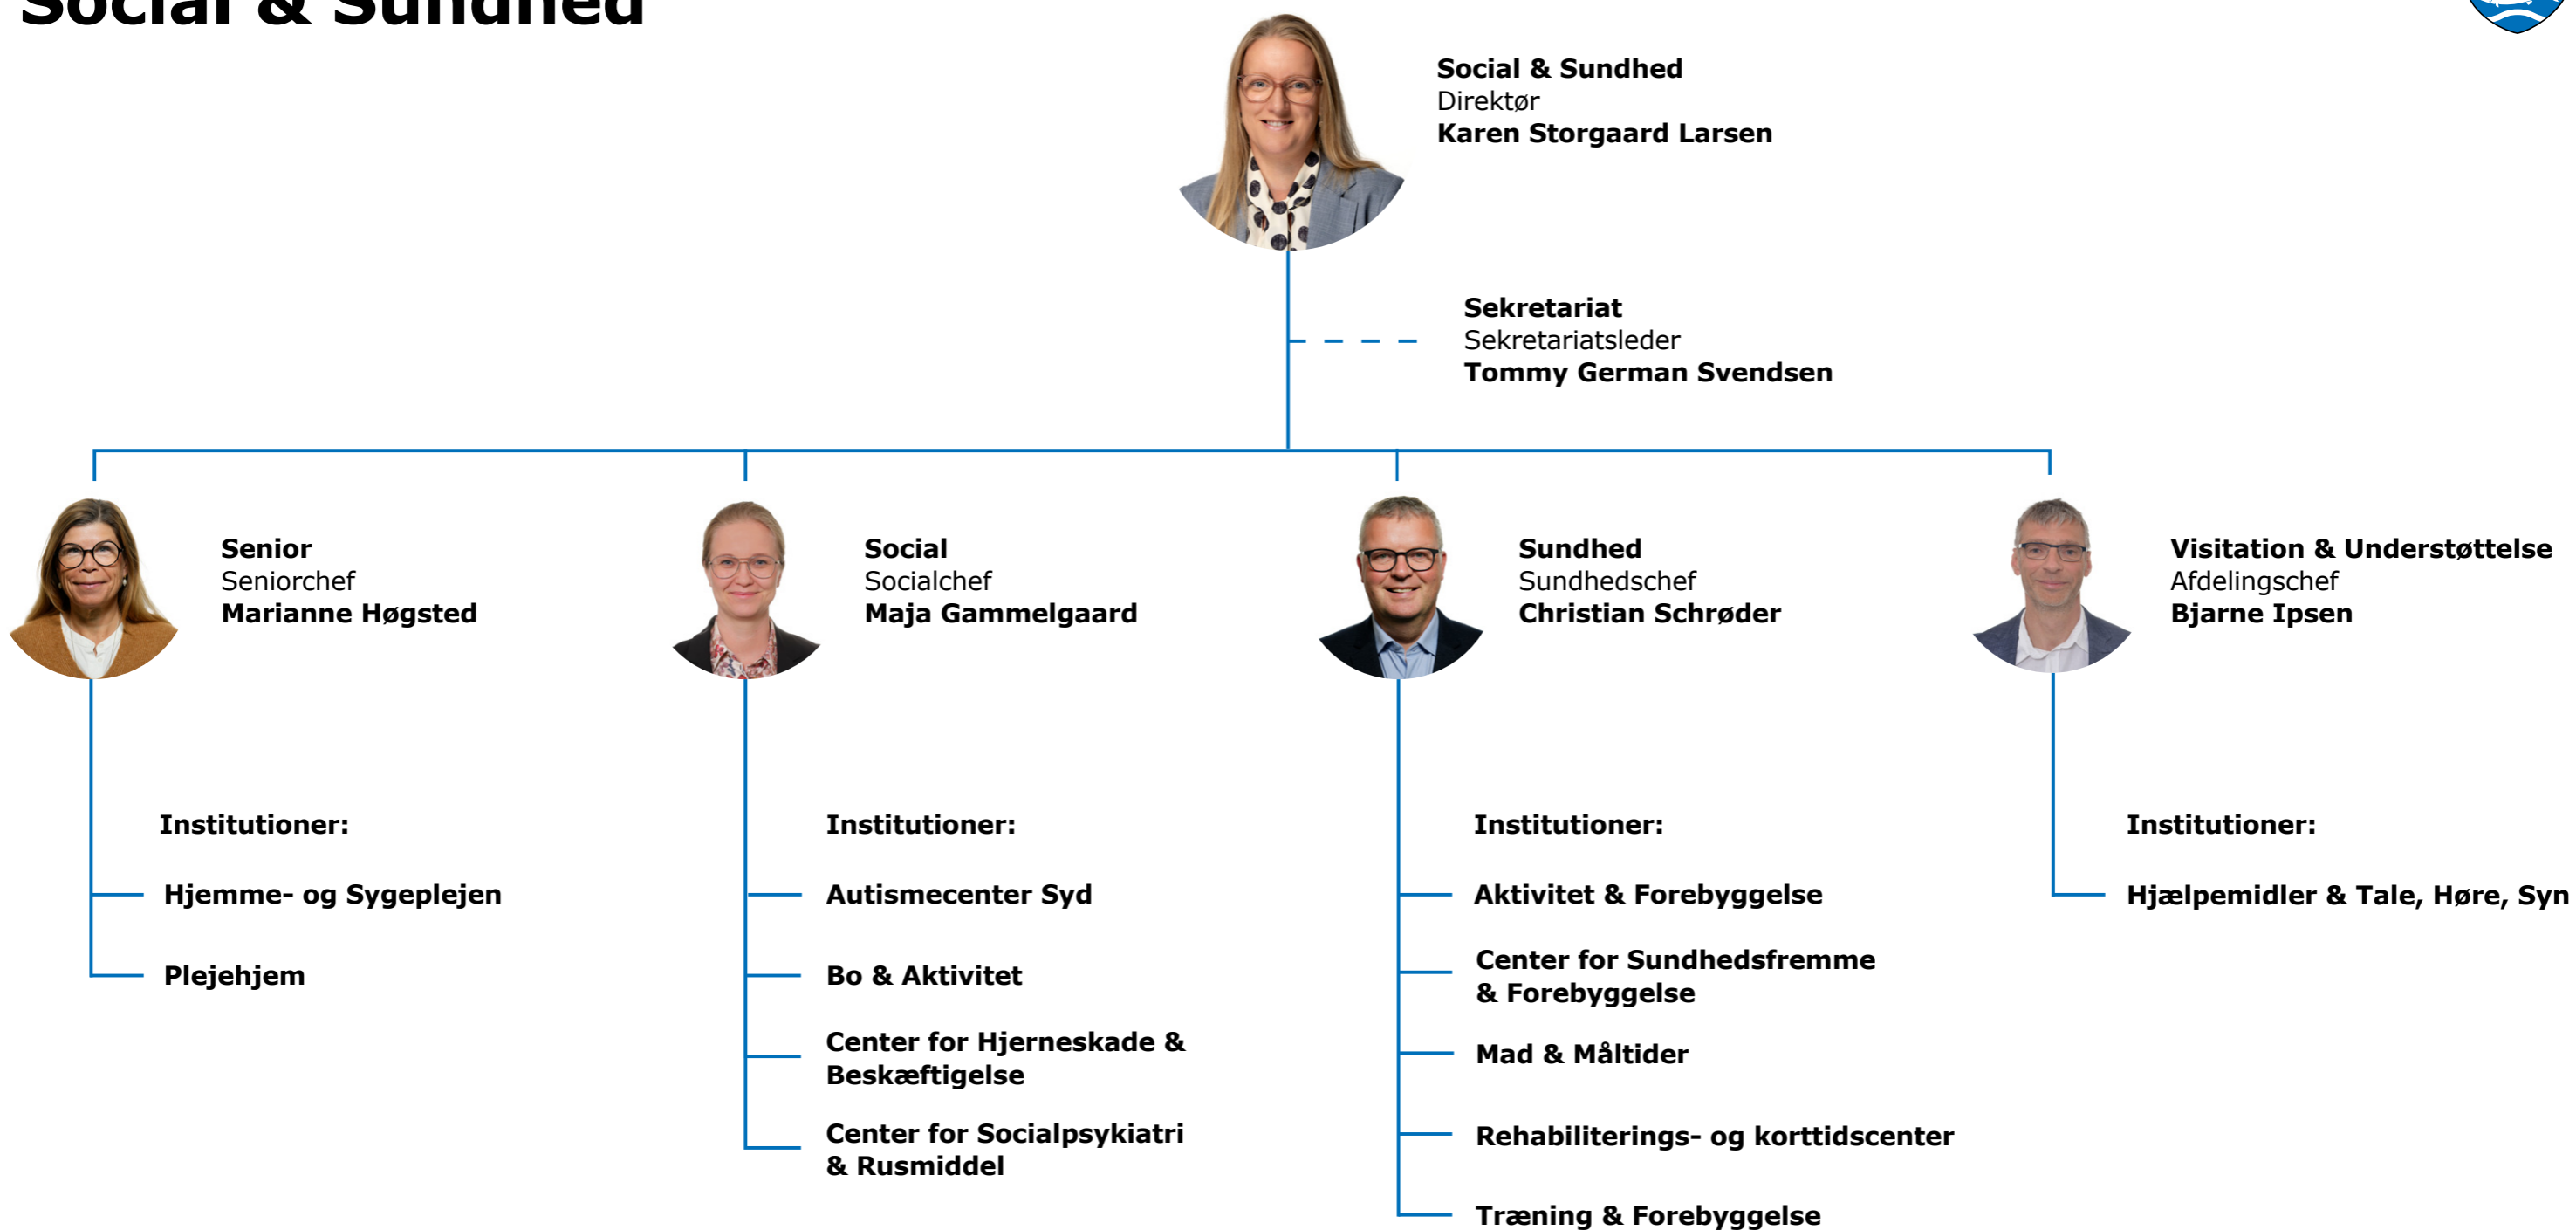 Social & Sundhed
Social & Sundhed
Direktør
Karen Storgaard Larsen
Sekretariat
Sekretariatsleder
Tommy German Svendsen
Senior
Seniorchef
Marianne Høgsted
Social
Socialchef
Maja Gammelgaard
Sundhed
Sundhedschef
Christian Schrøder
Visitation & Understøttelse
Afdelingschef
Bjarne Ipsen
Institutioner:
Hjemme- og Sygeplejen
Plejehjem
Institutioner:
Autismecenter Syd
Bo & Aktivitet
Center for Hjerneskade &
Beskæftigelse
Center for Socialpsykiatri
& Rusmiddel
Institutioner:
Aktivitet & Forebyggelse
Center for Sundhedsfremme
& Forebyggelse
Mad & Måltider
Rehabiliterings- og korttidscenter
Træning & Forebyggelse
Institutioner:
Hjælpemidler & Tale, Høre, Syn